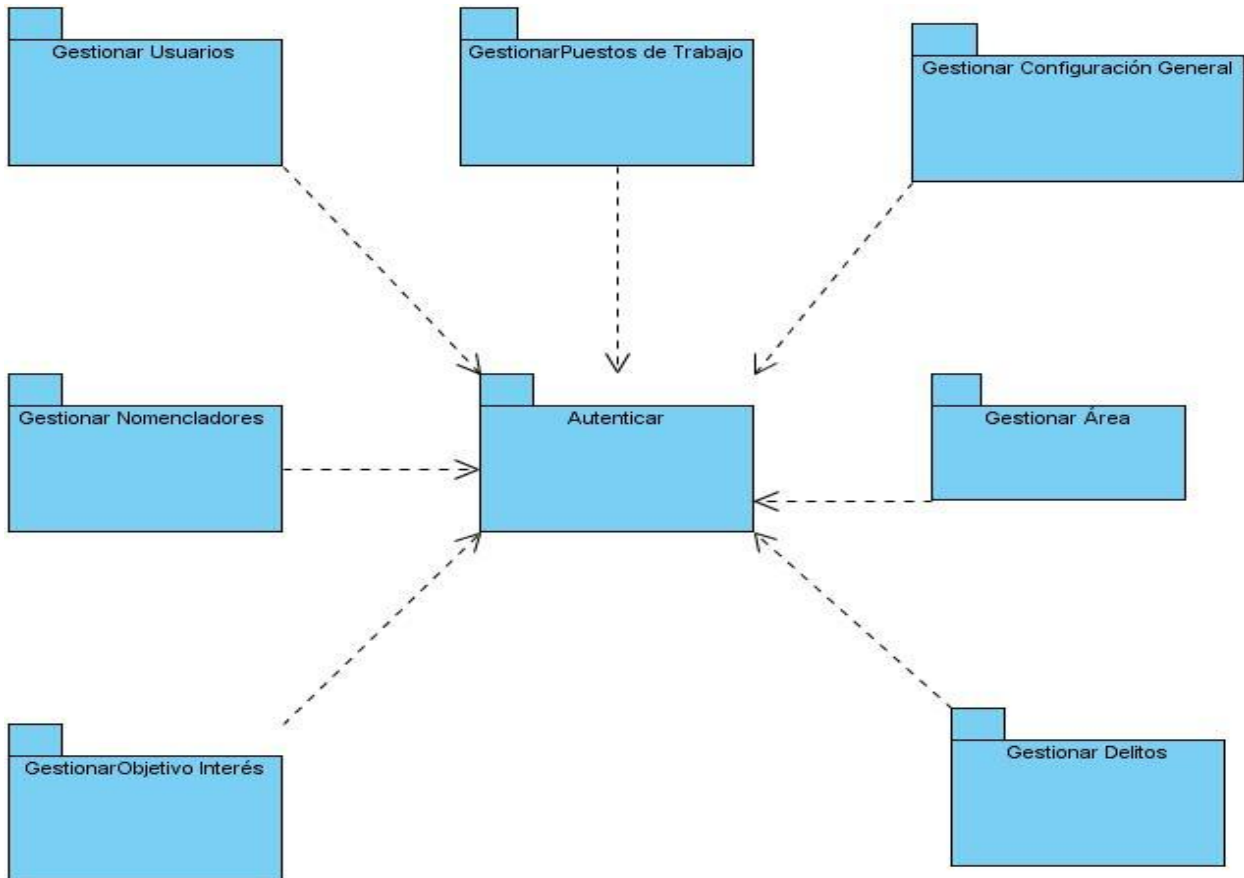 Gestionar Usuarios
GestionarPuestos de Trabajo
Gestionar Configuración General
Gestionar Nomencladores
Autenticar
Gestionar Área
GestionarObjetivo Interés
Gestionar Delitos